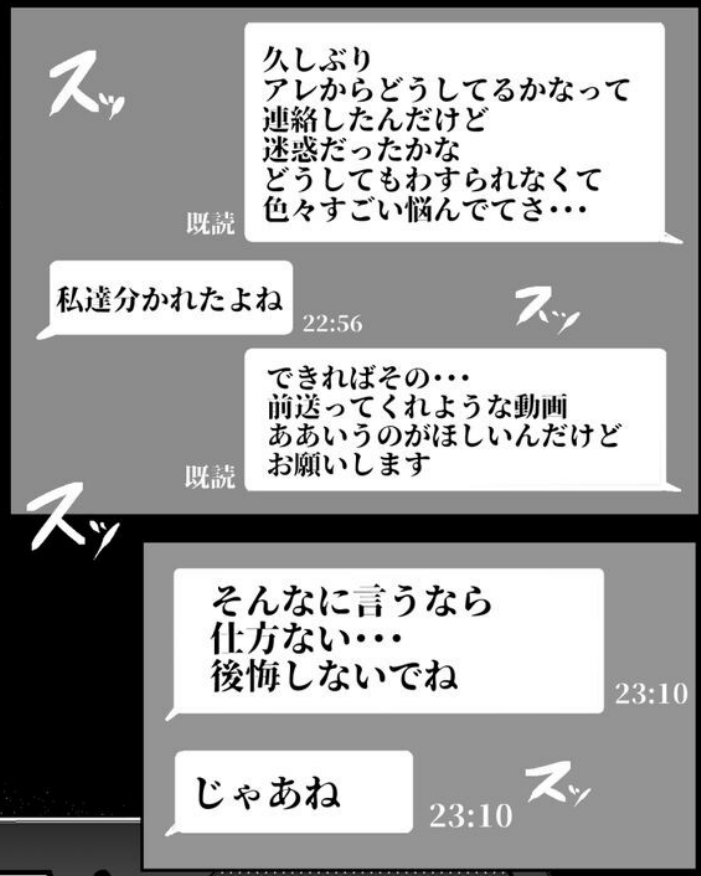 スッ
久しぶり
アレからどうしてるかなって
連絡したんだけど
迷惑だったかな
どうしてもわすられなくて
色々すごい悩んでてさ・・・
既読
私達分かれたよね
22:56
スッ
できればその・・・
前送ってくれような動画
ああいうのがほしいんだけど
お願いします
既読
スッ
そんなに言うなら
仕方ない・・・
後悔しないでね
23:10
じゃあね
23:10
スッ